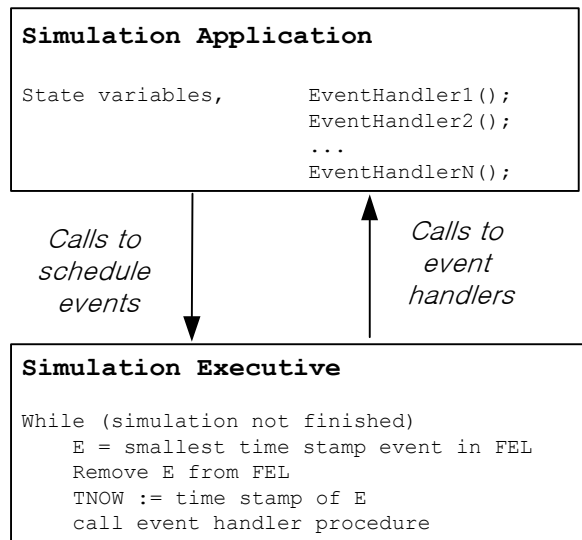 Simulation Application
State variables, EventHandler1();
EventHandler2();
...
EventHandlerN();
Calls to
schedule
events
Calls to
event
handlers
Simulation Executive
While (simulation not finished)
E = smallest time stamp event in FEL
Remove E from FEL
TNOW := time stamp of E
call event handler procedure